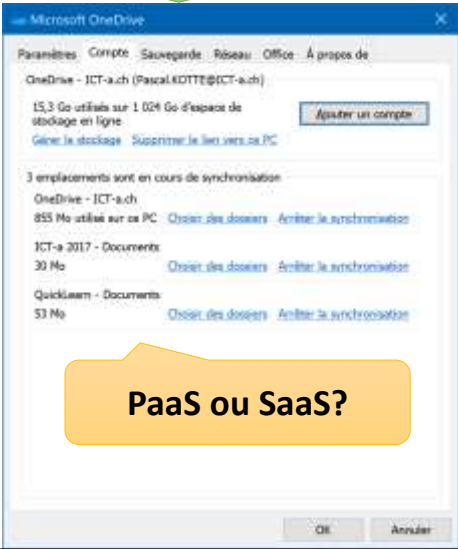 Microsoft OneDrive
Paramètres Compte Sauvegarde Réseau Office À propos de
OneDrive - ICT-a.ch (Pascal.KOTTE@ICT-a.ch)
15,3 Go utilisés sur 1 024 Go d'espace de
stockage en ligne
Ajouter un compte
Gérer le stockage Supprimer le lien vers ce PC
3 emplacements sont en cours de synchronisation
OneDrive - ICT-a.ch
855 Mo utilisé sur ce PC Choisir des dossiers Arrêter la synchronisation
ICT-a 2017 - Documents
30 Mo Choisir des dossiers Arrêter la synchronisation
QuickLearn - Documents
53 Mo Choisir des dossiers Arrêter la synchronisation
PaaS ou SaaS?
OK Annuler